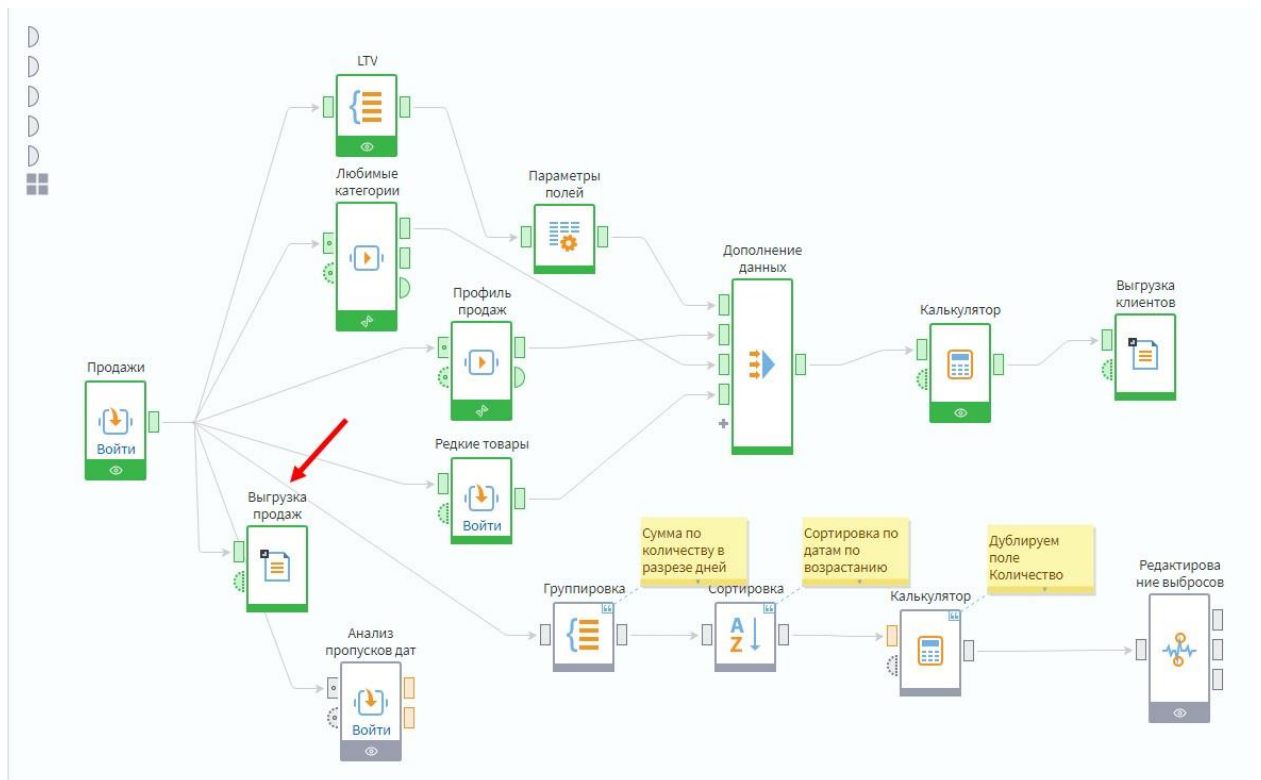 LTV
Любимые
категории
Параметры
полей
Дополнение
данных
Выгрузка
клиентов
Профиль
продаж
Калькулятор
Продажи
Войти
Редкие товары
Войти
Выгрузка
продаж
Сумма по
количеству в
разрезе дней
Сортировка по
датам по
возрастанию
Дублируем
поле
Количество
Редактирова
ние выбросов
Группировка
Сортировка
Калькулятор
A
Z
Анализ
пропусков дат
Войти